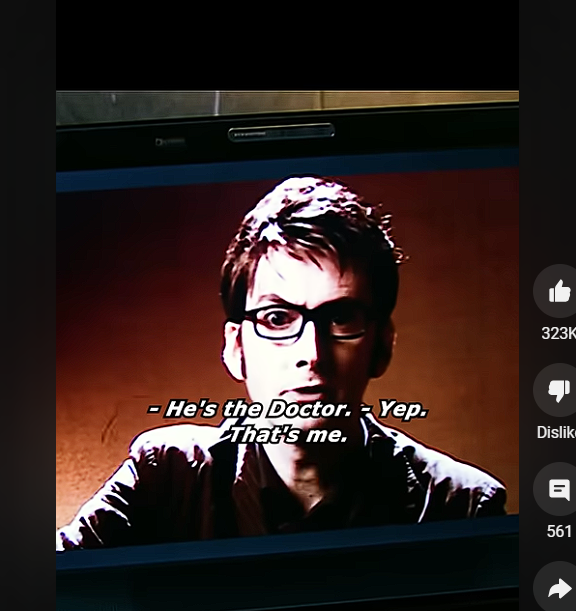 - He's the Doctor. - Yep.
That's me.
323K
Dislike
561